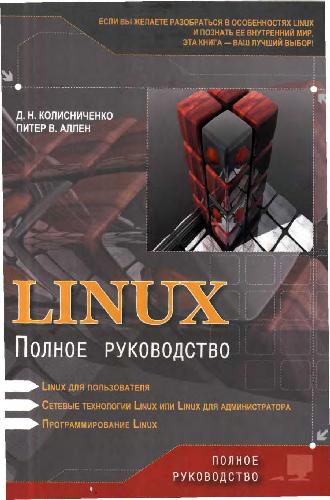 ЕСЛИ ВЫ ЖЕЛАЕТЕ РАЗОБРАТЬСЯ В ОСОБЕННОСТЯХ LINUX
И ПОЗНАТЬ ЕЕ ВНУТРЕННИЙ МИР,
ЭТА КНИГА — ВАШ ЛУЧШИЙ ВЫБОР!
Д. Н. КОЛИСНИЧЕНКО
ПИТЕР В. АЛЛЕН
LINUX
ПОЛНОЕ РУКОВОДСТВО
LINUX ДЛЯ ПОЛЬЗОВАТЕЛЯ
СЕТЕВЫЕ ТЕХНОЛОГИИ LINUX ИЛИ LINUX ДЛЯ АДМИНИСТРАТОРА
ПРОГРАММИРОВАНИЕ LINUX
ПОЛНОЕ
РУКОВОДСТВО